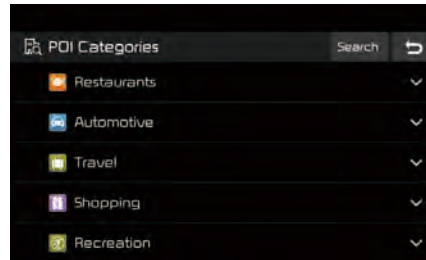 POI Categories Search
Restaurants
Automotive
Travel
Shopping
Recreation